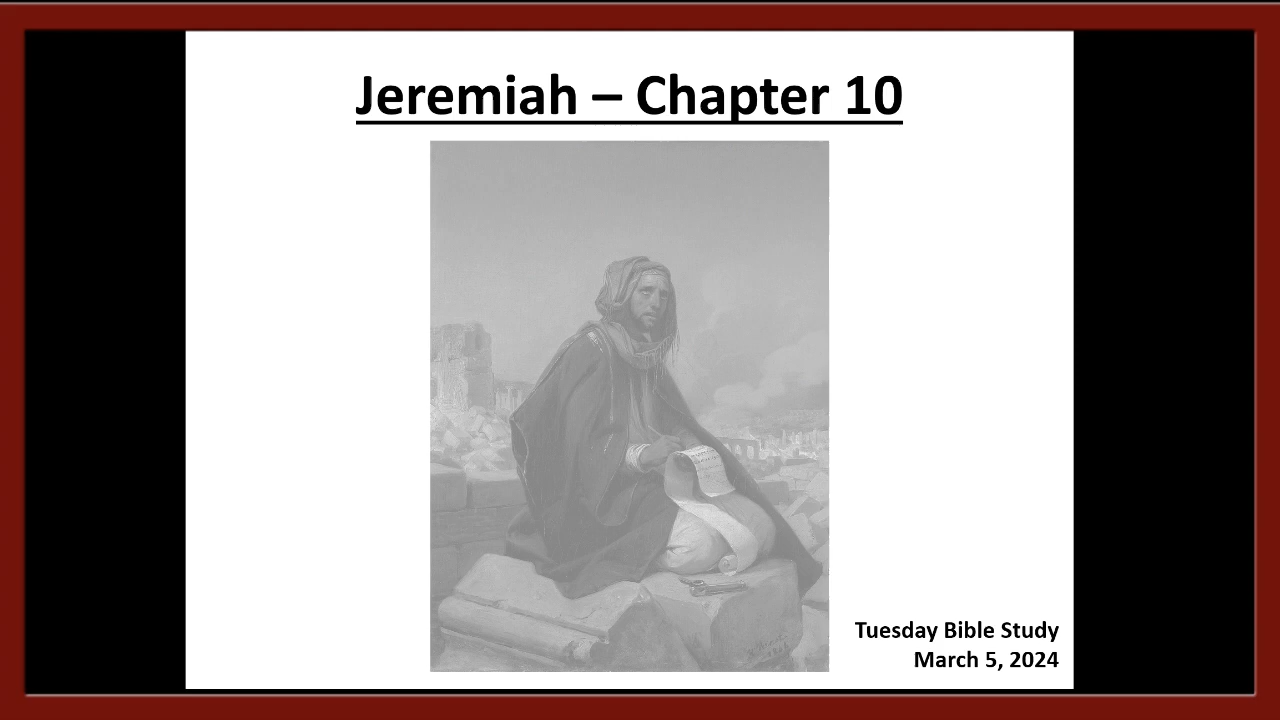 Jeremiah – Chapter 10
Tuesday Bible Study
March 5, 2024